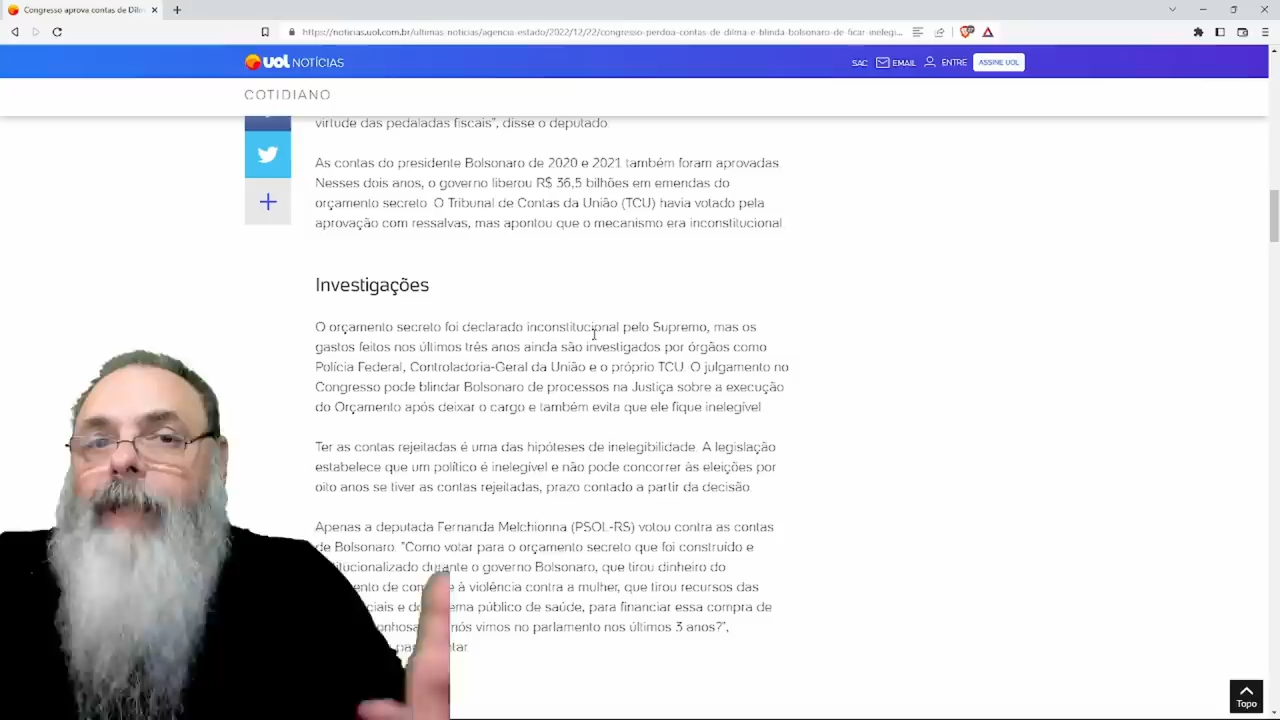 Congresso aprova contas de Dilm
https://noticias.uol.com.br/ultimas-noticias/agencia-estado/2022/12/22/congresso-perdoa-contas-de-dilma-e-blinda-bolsonaro-de-ficar-inelegi...
UOL NOTÍCIAS
SAC EMAIL ENTRE ASSINE UOL
COTIDIANO
virtude das pedaladas fiscais", disse o deputado.
As contas do presidente Bolsonaro de 2020 e 2021 também foram aprovadas.
Nesses dois anos, o governo liberou R$ 36,5 bilhões em emendas do
orçamento secreto. O Tribunal de Contas da União (TCU) havia votado pela
aprovação com ressalvas, mas apontou que o mecanismo era inconstitucional.
Investigações
O orçamento secreto foi declarado inconstitucional pelo Supremo, mas os
gastos feitos nos últimos três anos ainda são investigados por órgãos como
Polícia Federal, Controladoria-Geral da União e o próprio TCU. O julgamento no
Congresso pode blindar Bolsonaro de processos na Justiça sobre a execução
do Orçamento após deixar o cargo e também evita que ele fique inelegível.
Ter as contas rejeitadas é uma das hipóteses de inelegibilidade. A legislação
estabelece que um político é inelegível e não pode concorrer às eleições por
oito anos se tiver as contas rejeitadas, prazo contado a partir da decisão.
Apenas a deputada Fernanda Melchionna (PSOL-RS) votou contra as contas
de Bolsonaro. "Como votar para o orçamento secreto que foi construído e
durante o governo Bolsonaro, que tirou dinheiro do
de à violência contra a mulher, que tirou recursos das
e do público de saúde, para financiar essa compra de
nós vimos no parlamento nos últimos 3 anos?",
Topo